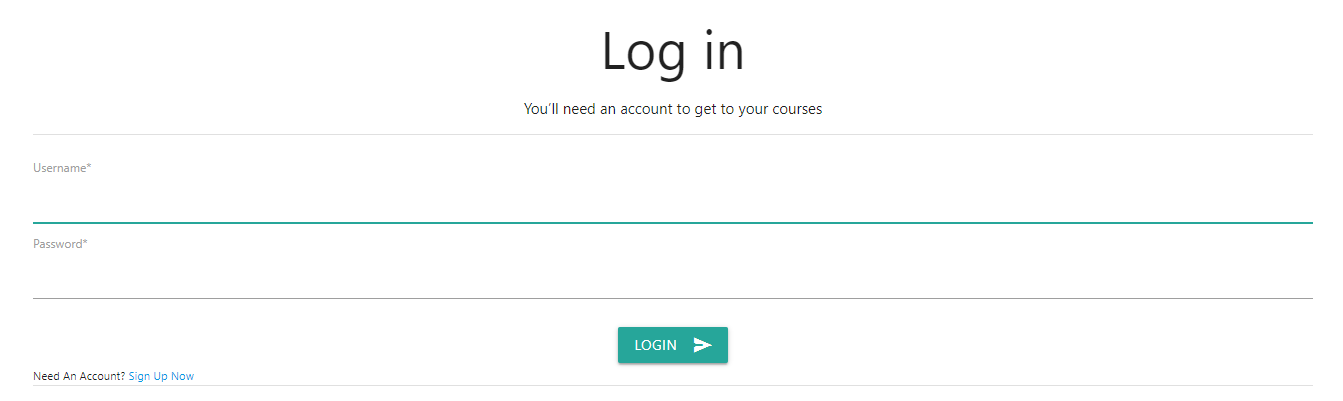 Log in
You'll need an account to get to your courses
Username*
Password*
LOGIN
Need An Account? Sign Up Now